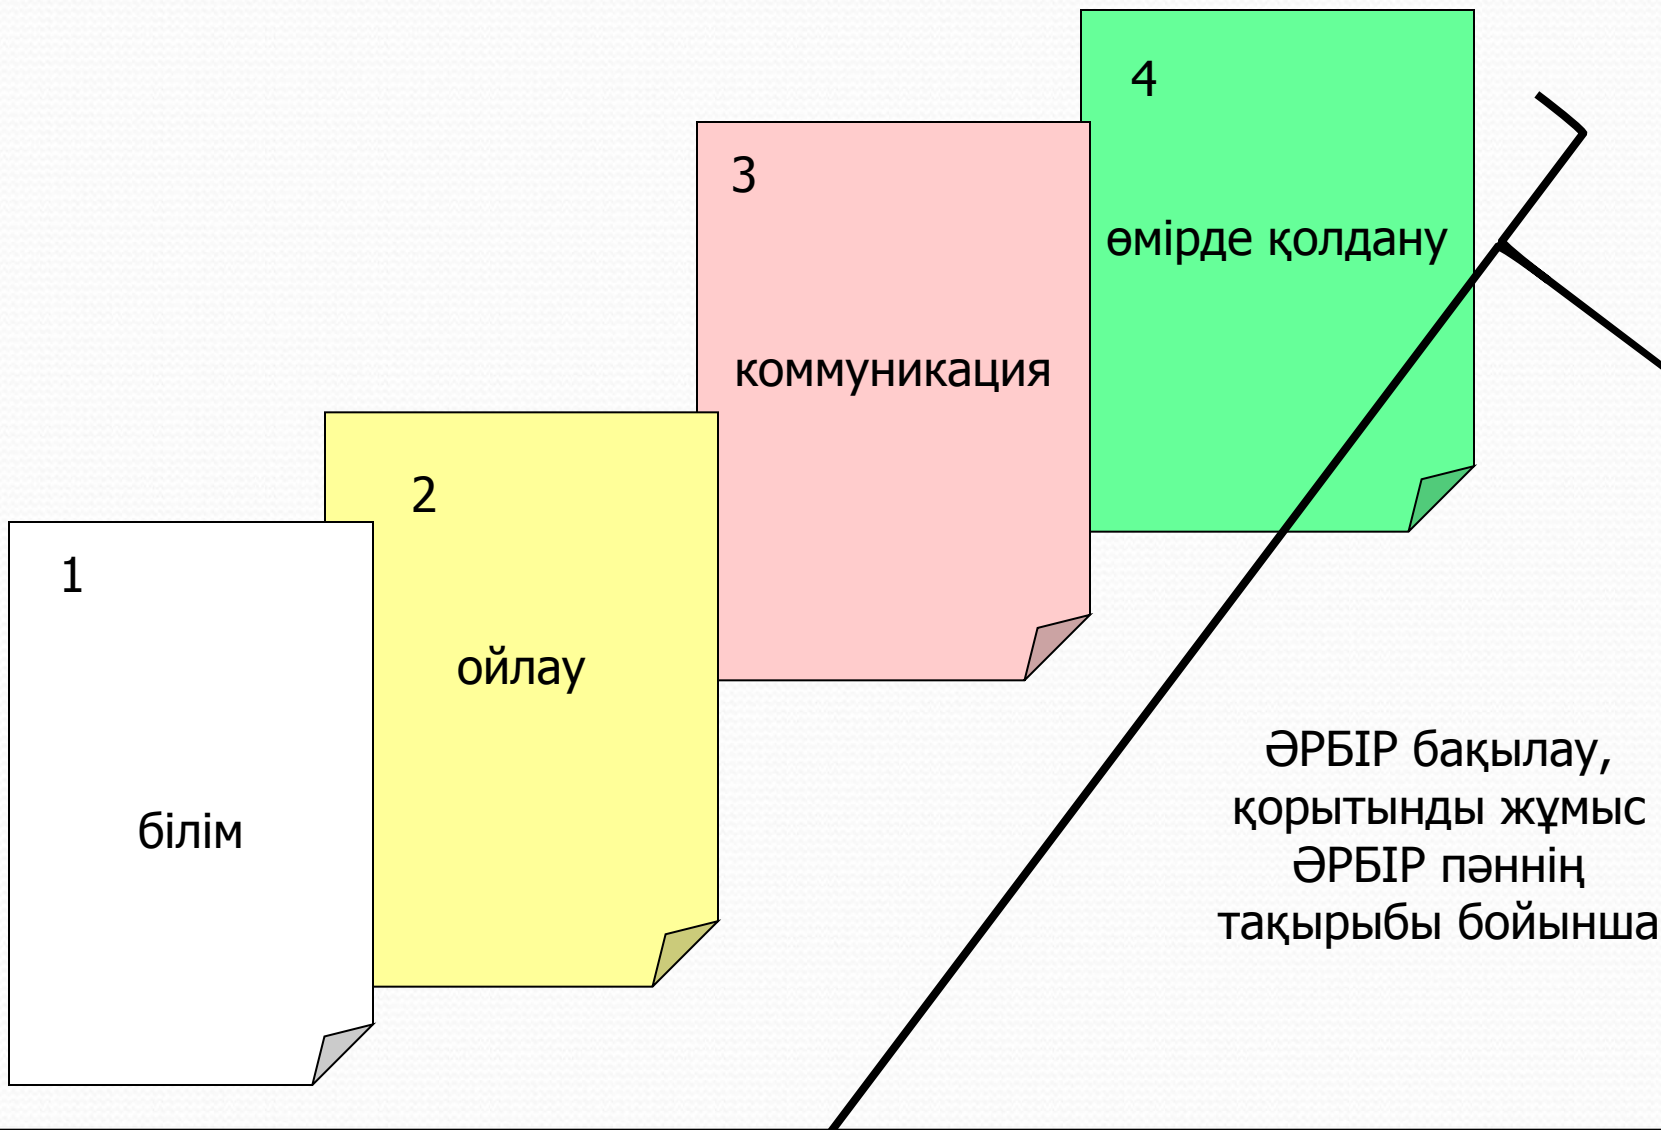 1
білім
2
ойлау
3
коммуникация
4
өмірде қолдану
ӘРБІР бақылау,
қорытынды жұмыс
ӘРБІР пәннің
тақырыбы бойынша